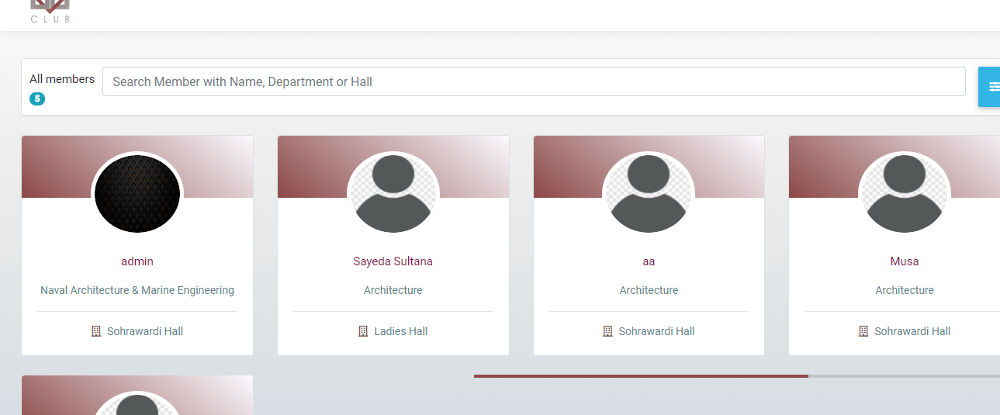 CLUB
All members
5
Search Member with Name, Department or Hall
admin
Naval Architecture & Marine Engineering
Sohrawardi Hall
Sayeda Sultana
Architecture
Ladies Hall
aa
Architecture
Sohrawardi Hall
Musa
Architecture
Sohrawardi Hall